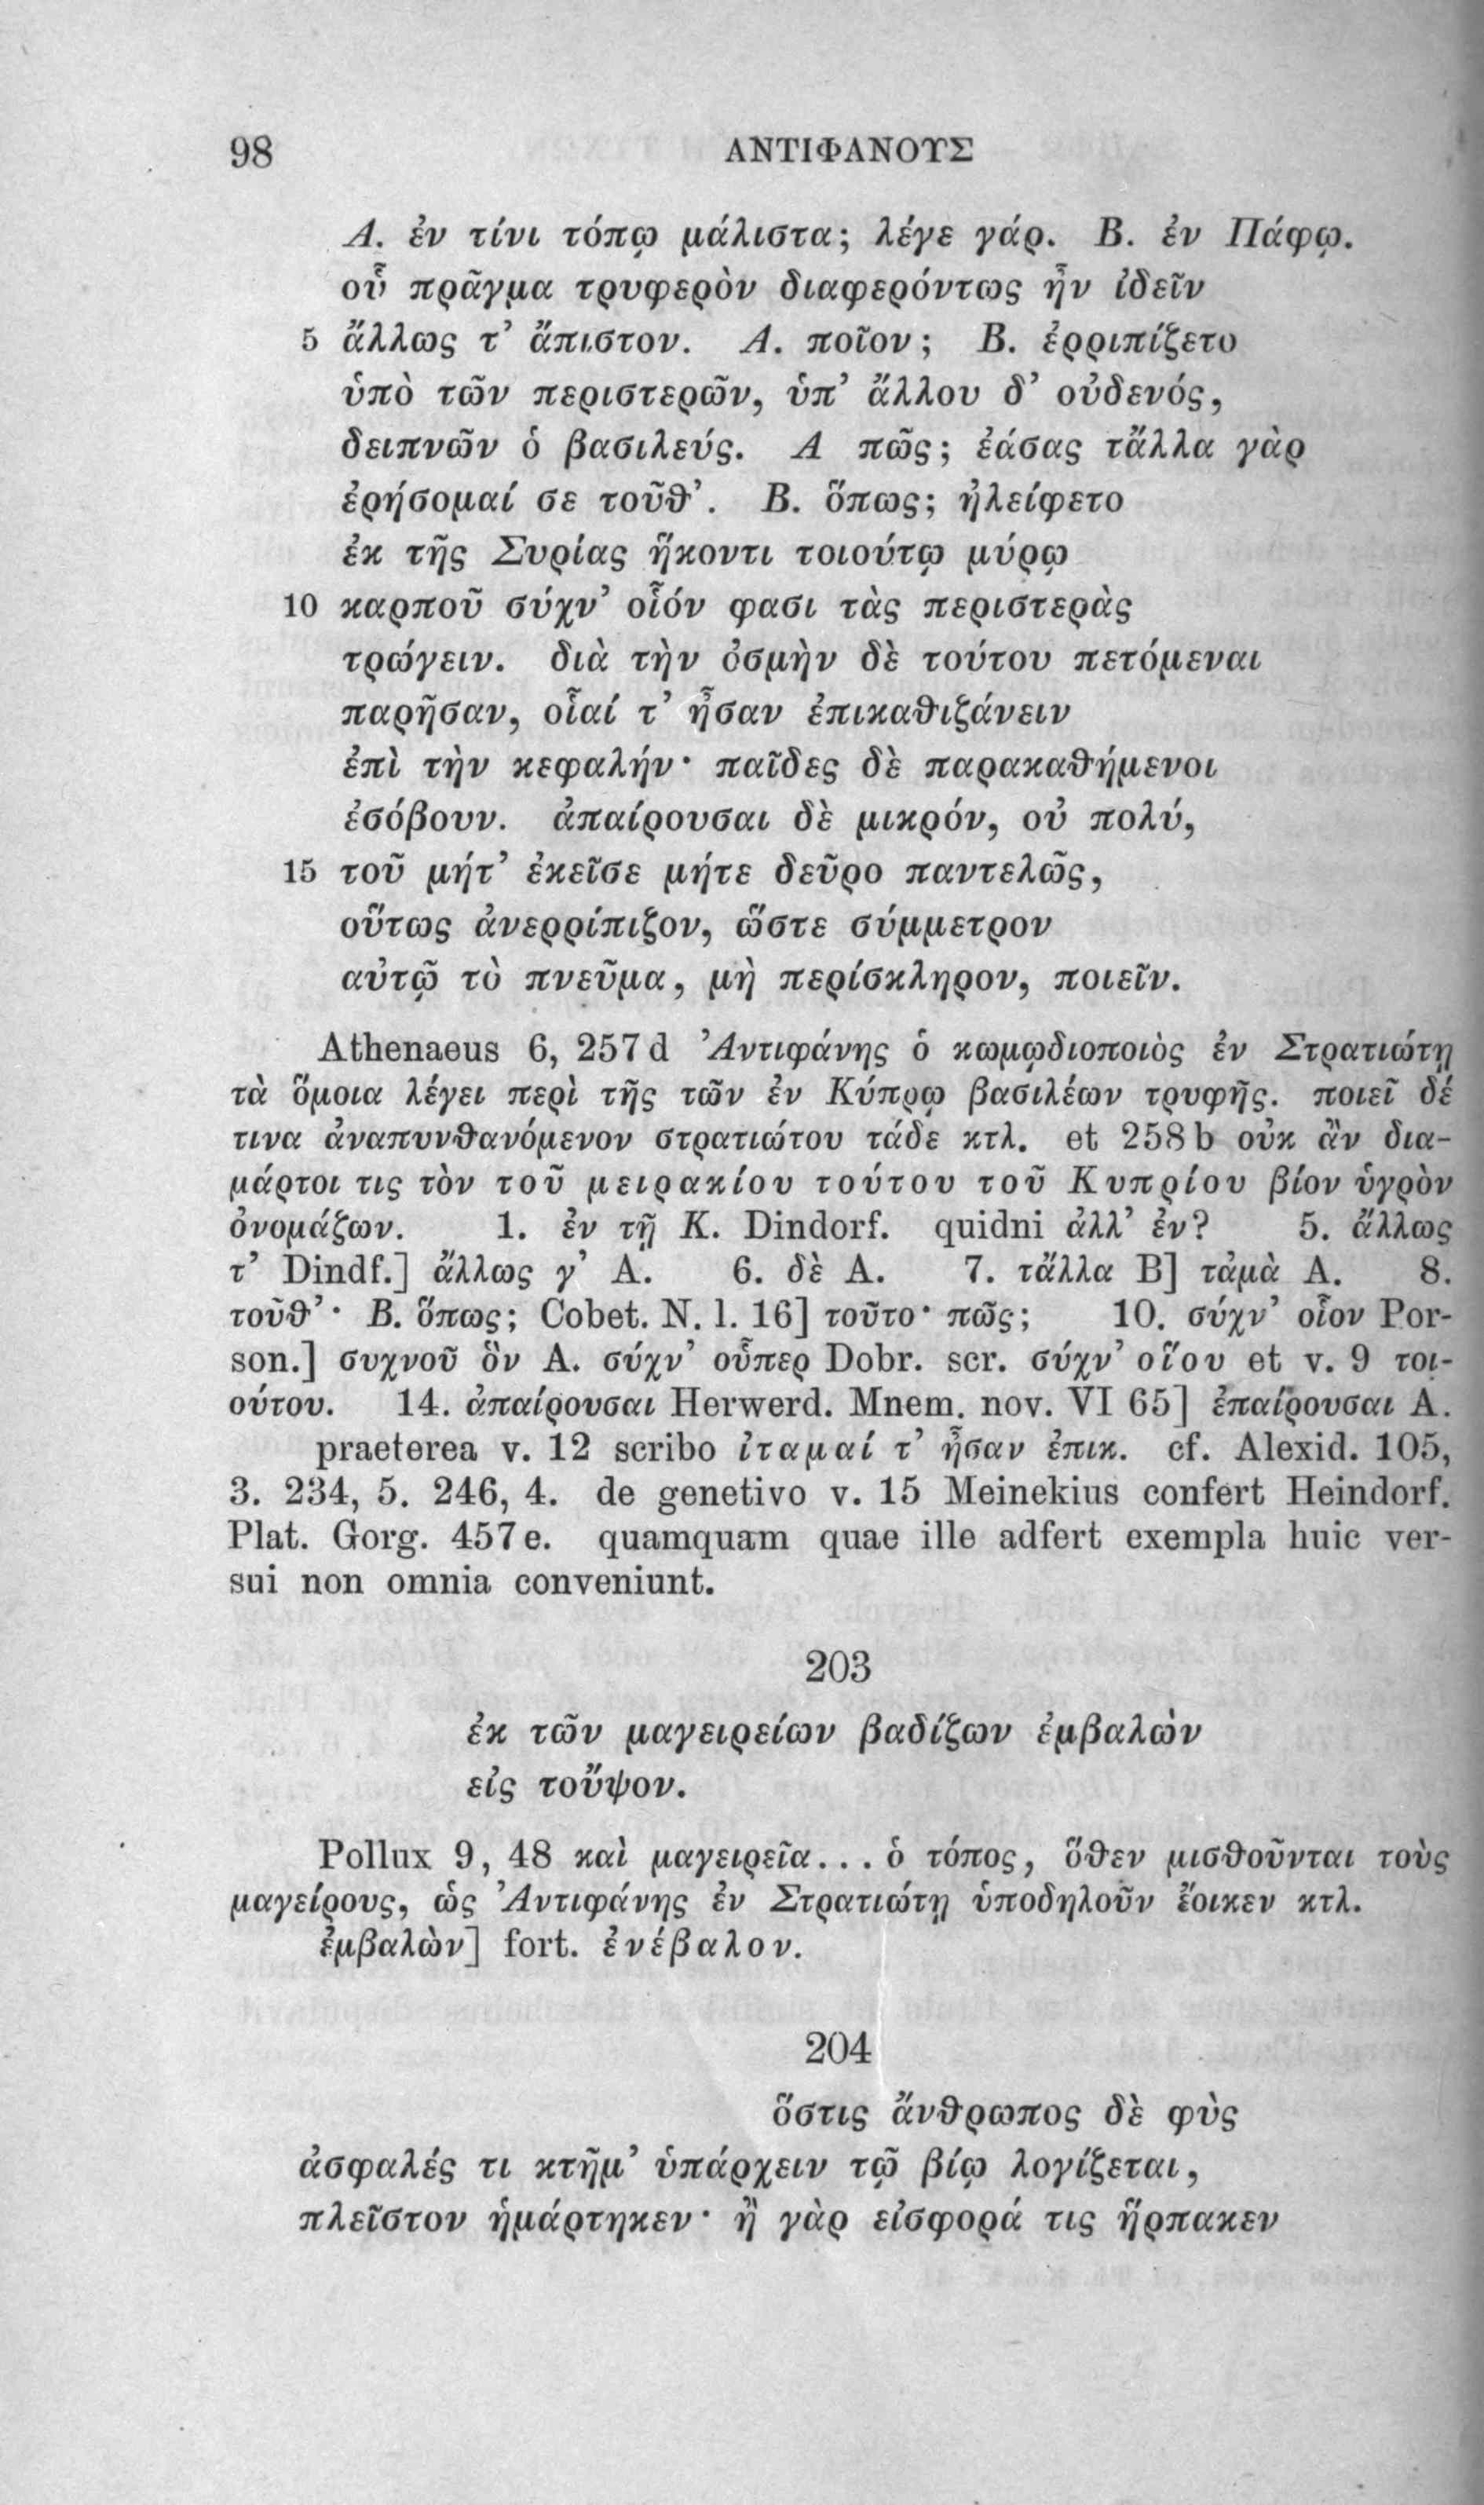 98 ΑΝΤΙΦΑΝΟΥΣ
Α. ἐν τίνι τόπῳ μάλιστα; λέγε γάρ. Β. ἐν Πάφῳ.
οὗ πρᾶγμα τρυφερὸν διαφερόντως ἦν ἰδεῖν
5 ἄλλως τ’ ἄπιστον. Α. ποῖον; Β. ἐρριπίζετο
ὑπὸ τῶν περιστερῶν, ὑπ’ ἄλλου δ’ οὐδενός,
δειπνῶν ὁ βασιλεύς. Α πῶς; ἐάσας τἄλλα γὰρ
ἐρήσομαί σε τοῦθ’. Β. ὅπως; ἠλείφετο
ἐκ τῆς Συρίας ἥκοντι τοιούτῳ μύρῳ
10 καρποῦ σύχν’ οἷόν φασι τὰς περιστερὰς
τρώγειν. διὰ τὴν ὀσμὴν δὲ τούτου πετόμεναι
παρῆσαν, οἷαί τ’ ἦσαν ἐπικαθιζάνειν
ἐπὶ τὴν κεφαλήν· παῖδες δὲ παρακαθήμενοι
ἐσόβουν. ἀπαίρουσαι δὲ μικρόν, οὐ πολύ,
15 τοῦ μήτ’ ἐκεῖσε μήτε δεῦρο παντελῶς,
οὕτως ἀνερρίπιζον, ὥστε σύμμετρον
αὐτῷ τὸ πνεῦμα, μὴ περίσκληρον, ποιεῖν.
Athenaeus 6, 257 d Ἀντιφάνης ὁ κωμῳδιοποιὸς ἐν Στρατιώτῃ
τὰ ὅμοια λέγει περὶ τῆς τῶν ἐν Κύπρῳ βασιλέων τρυφῆς. ποιεῖ δέ
τινα ἀναπυνθανόμενον στρατιώτου τάδε κτλ. et 258 b οὐκ ἂν δια-
μάρτοι τις τὸν τοῦ μειρακίου τούτου τοῦ Κυπρίου βίον ὑγρὸν
ὀνομάζων. 1. ἐν τῇ Κ. Dindorf. quidni ἀλλ’ ἐν? 5. ἄλλως
τ’ Dindf.] ἄλλως γ’ A. 6. δὲ A. 7. τἄλλα B] τἀμὰ A. 8.
τοῦθ’· Β. ὅπως; Cobet. N. l. 16] τοῦτο· πῶς; 10. σύχν’ οἷον Por-
son.] συχνοῦ ὃν A. σύχν’ οὗπερ Dobr. scr. σύχν’ οἵου et v. 9 τοι-
ούτου. 14. ἀπαίρουσαι Herwerd. Mnem. nov. VI 65] ἐπαίρουσαι A.
praeterea v. 12 scribo ἰταμαί τ’ ἦσαν ἐπικ. cf. Alexid. 105,
3. 234, 5. 246, 4. de genetivo v. 15 Meinekius confert Heindorf.
Plat. Gorg. 457 e. quamquam quae ille adfert exempla huic ver-
sui non omnia conveniunt.
203
ἐκ τῶν μαγειρείων βαδίζων ἐμβαλὼν
εἰς τοὔψον.
Pollux 9, 48 καὶ μαγειρεῖα... ὁ τόπος, ὅθεν μισθοῦνται τοὺς
μαγείρους, ὡς Ἀντιφάνης ἐν Στρατιώτῃ ὑποδηλοῦν ἔοικεν κτλ.
ἐμβαλὼν] fort. ἐνέβαλον.
204
ὅστις ἄνθρωπος δὲ φὺς
ἀσφαλές τι κτῆμ’ ὑπάρχειν τῷ βίῳ λογίζεται,
πλεῖστον ἡμάρτηκεν· ἢ γὰρ εἰσφορά τις ἥρπακεν